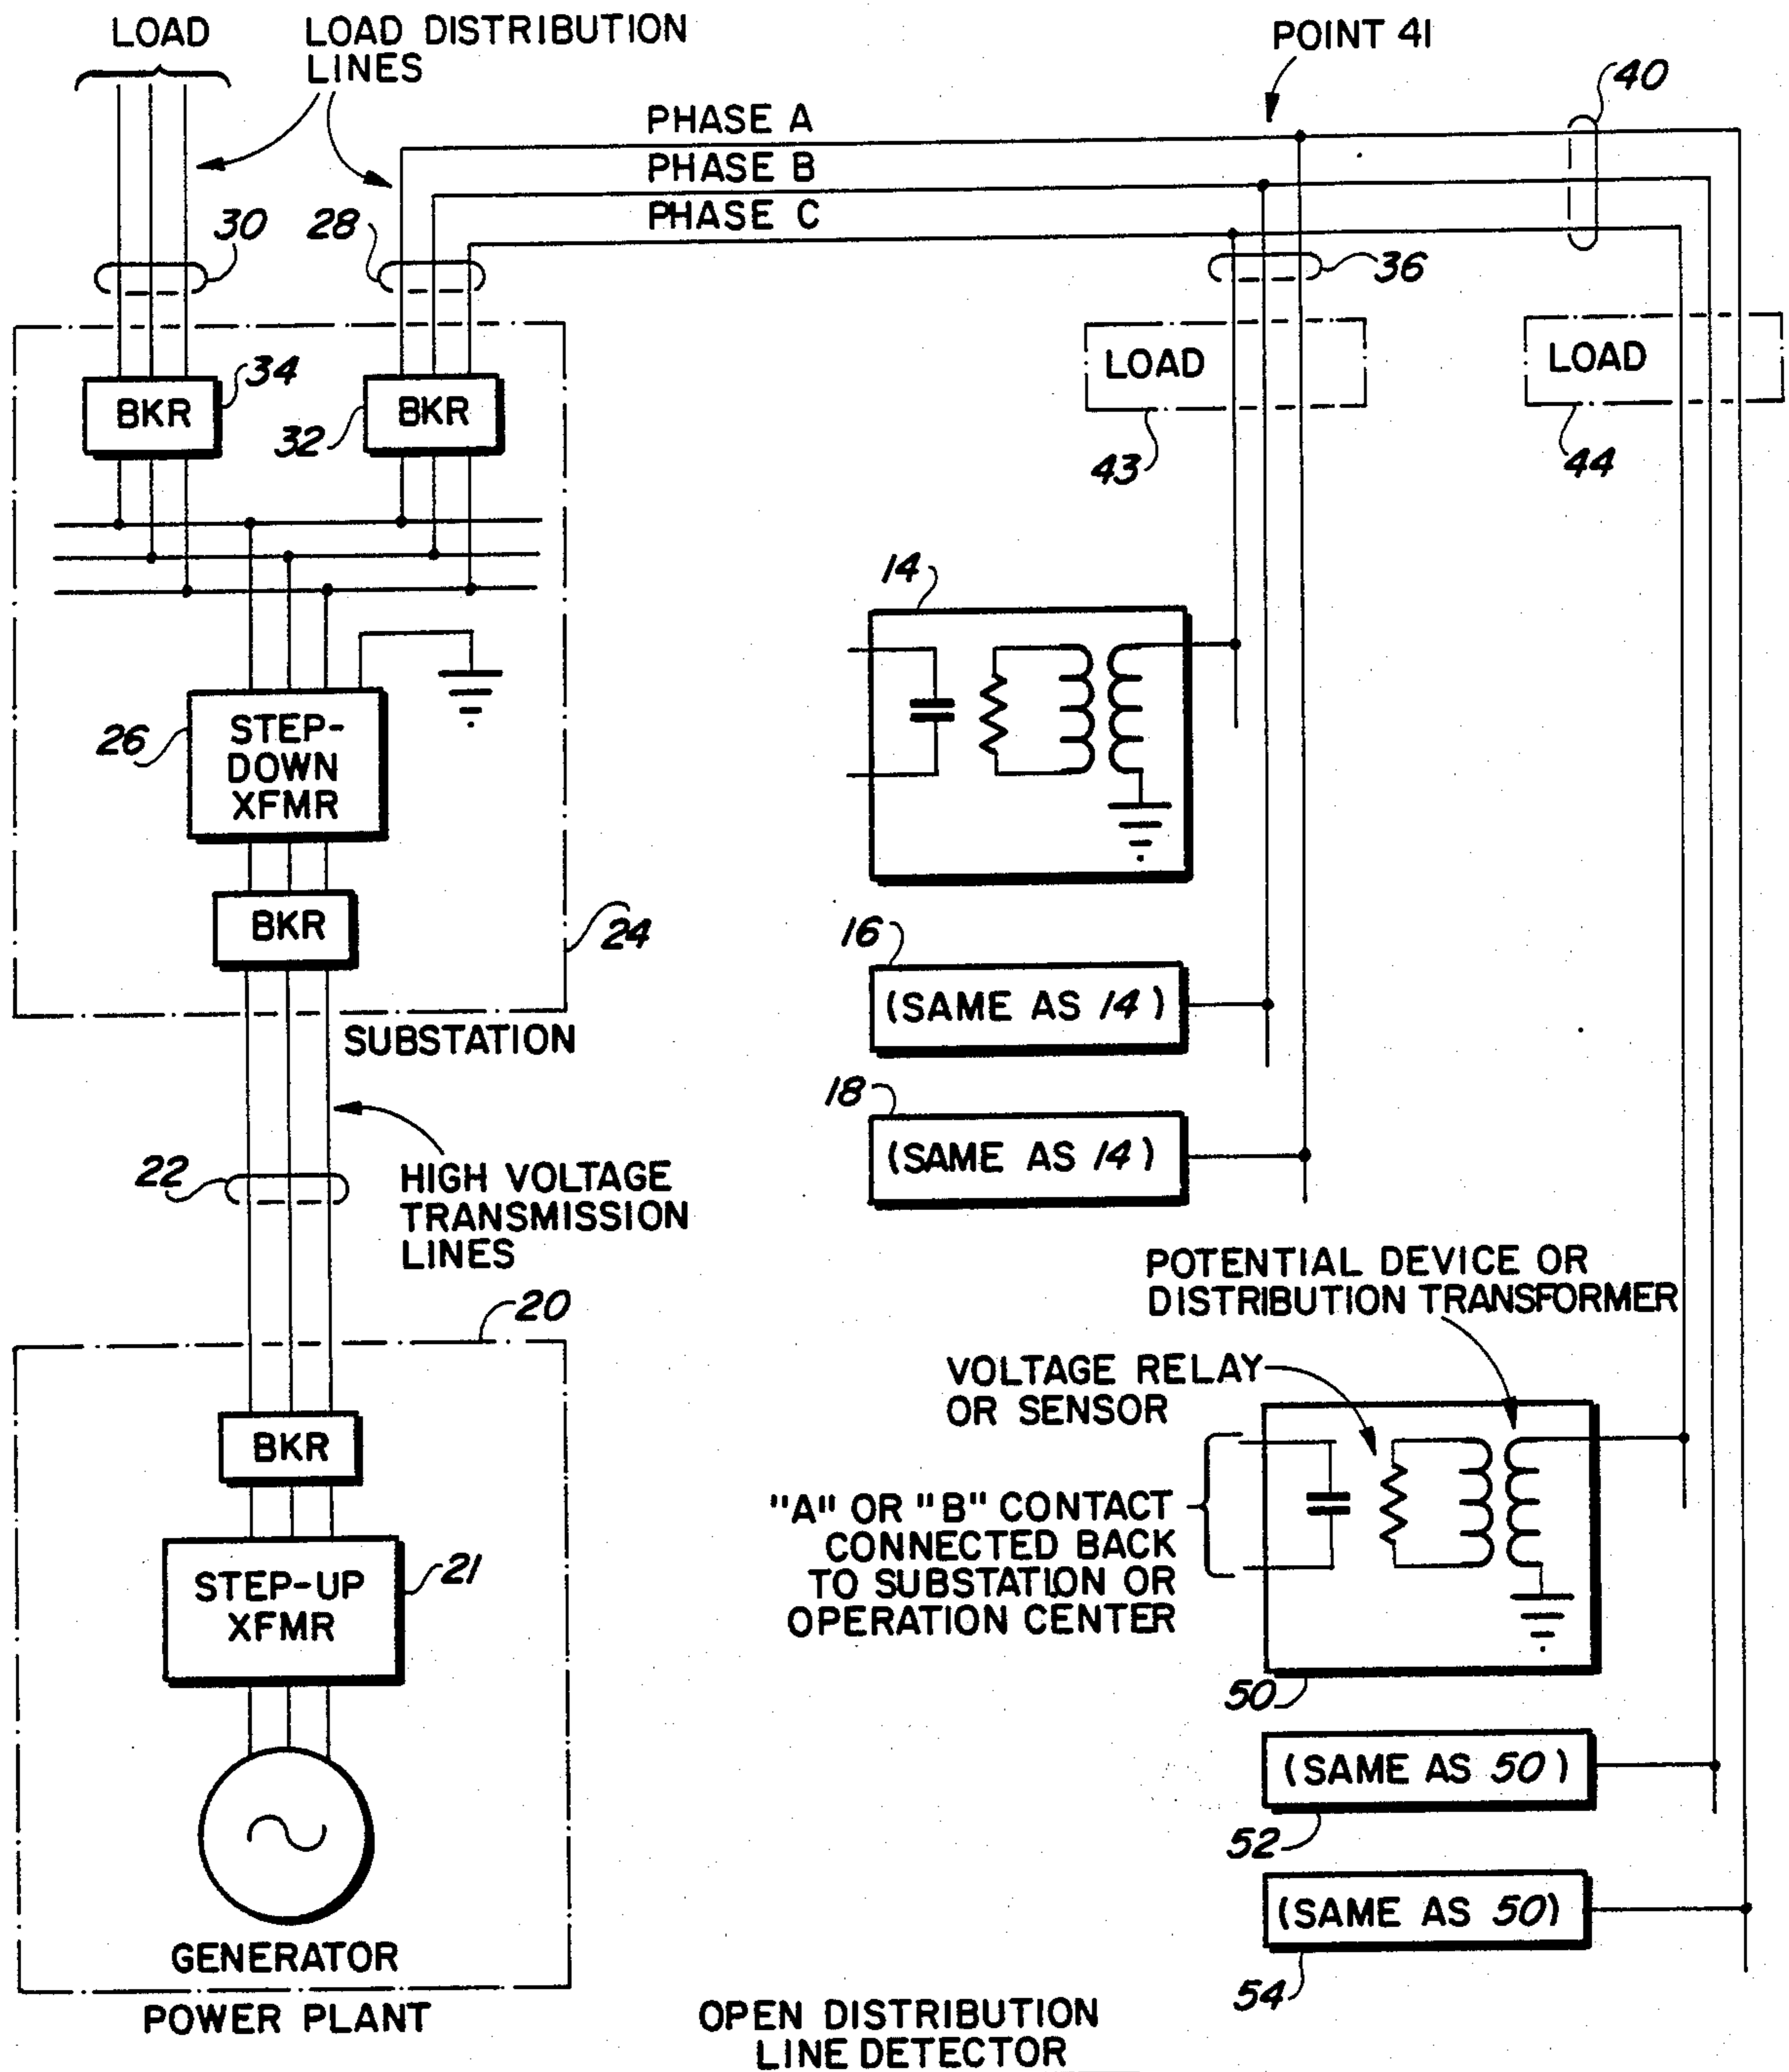 LOAD
LOAD DISTRIBUTION
LINES
POINT 41
40
PHASE A
PHASE B
PHASE C
30
28
36
34
BKR
32
BKR
LOAD
43
LOAD
44
14
26
STEP-
DOWN
XFMR
BKR
24
SUBSTATION
16
(SAME AS 14)
18
(SAME AS 14)
22
HIGH VOLTAGE
TRANSMISSION
LINES
POTENTIAL DEVICE OR
DISTRIBUTION TRANSFORMER
20
VOLTAGE RELAY
OR SENSOR
BKR
"A" OR "B" CONTACT
CONNECTED BACK
TO SUBSTATION OR
OPERATION CENTER
STEP-UP
XFMR
21
50
(SAME AS 50)
52
(SAME AS 50)
54
GENERATOR
POWER PLANT
OPEN DISTRIBUTION
LINE DETECTOR